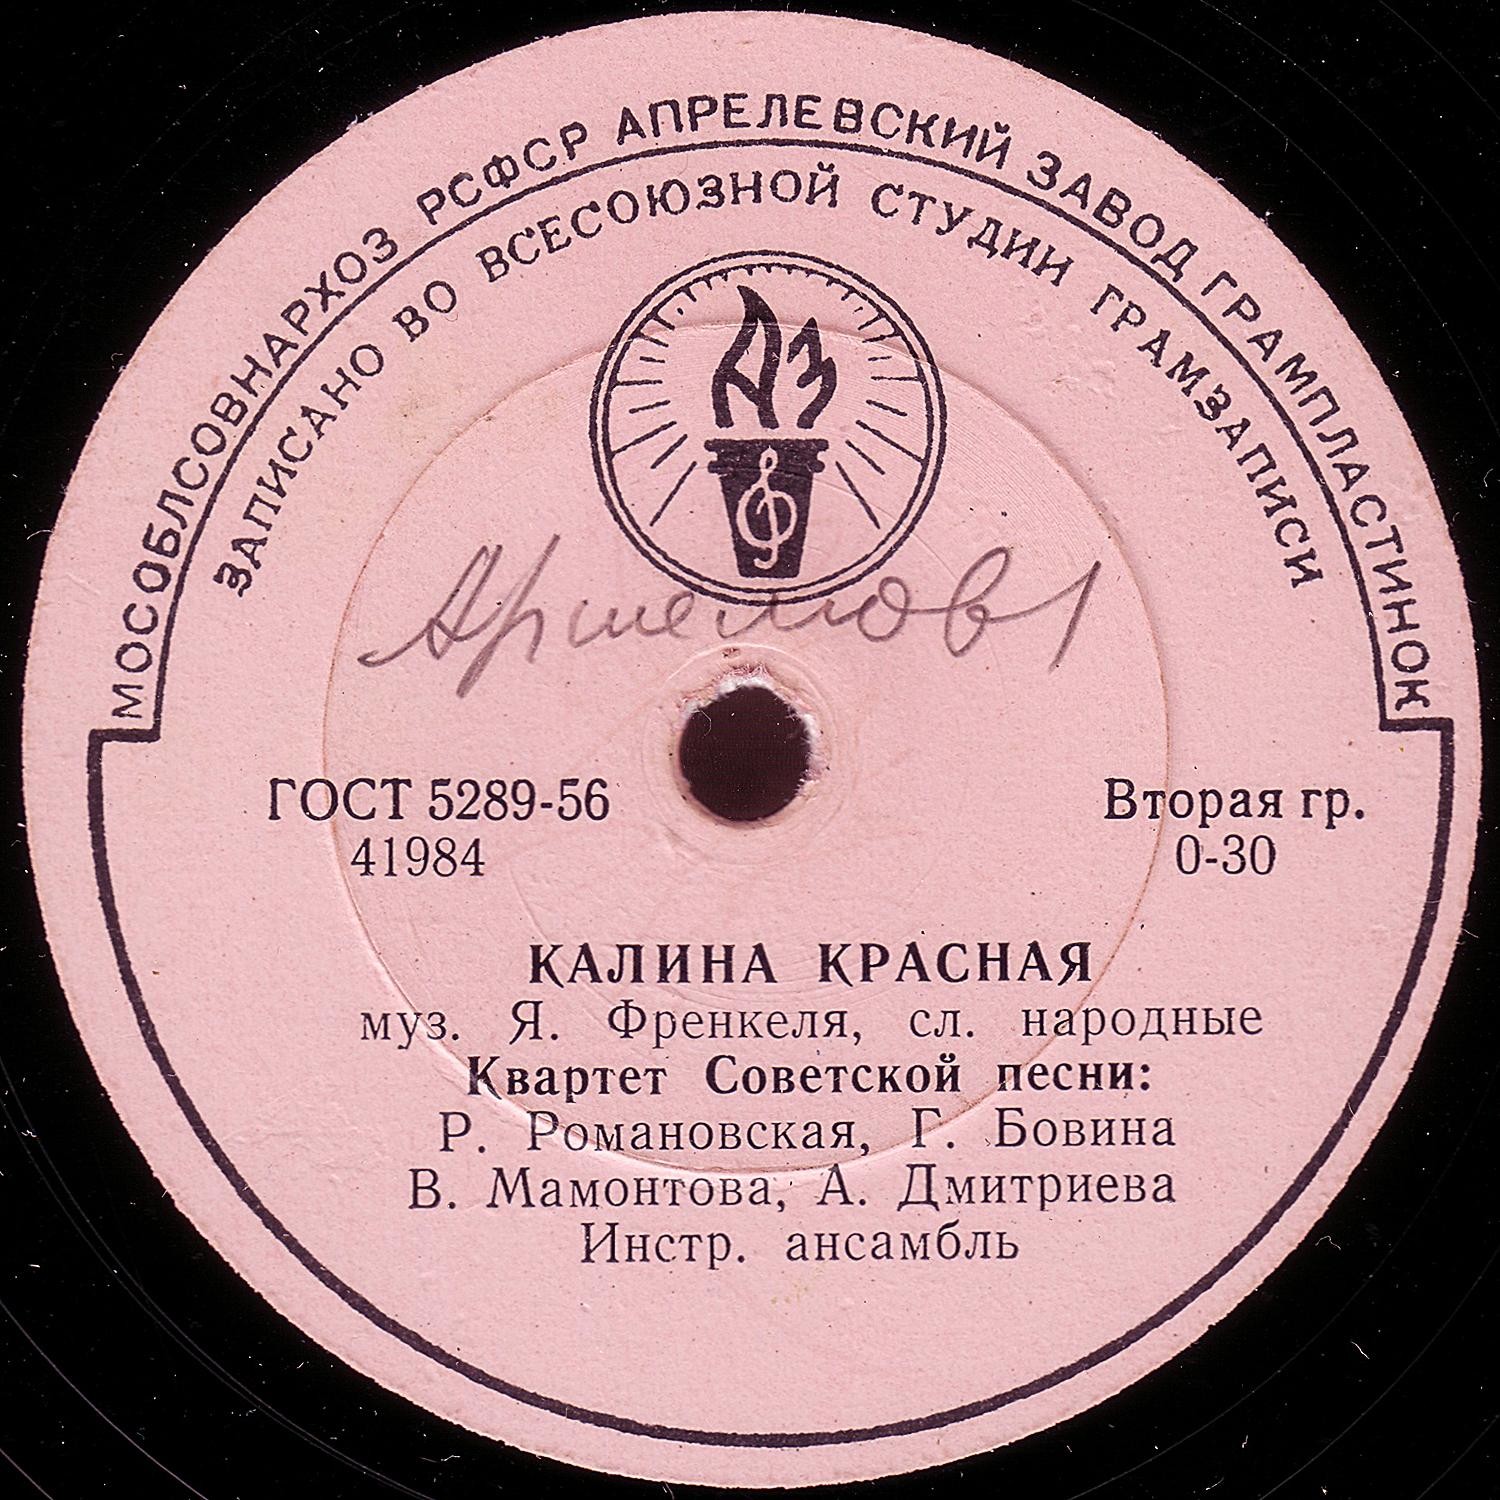 МОСОБЛСОВНАРХОЗ РСФСР АПРЕЛЕВСКИЙ ЗАВОД ГРАМПЛАСТИНОК
ЗАПИСАНО ВО ВСЕСОЮЗНОЙ СТУДИИ ГРАМЗАПИСИ
АЗ
ГОСТ 5289-56
41984
Вторая гр.
0-30
КАЛИНА КРАСНАЯ
муз. Я. Френкеля, сл. народные
Квартет Советской песни:
Р. Романовская, Г. Бовина
В. Мамонтова, А. Дмитриева
Инстр. ансамбль